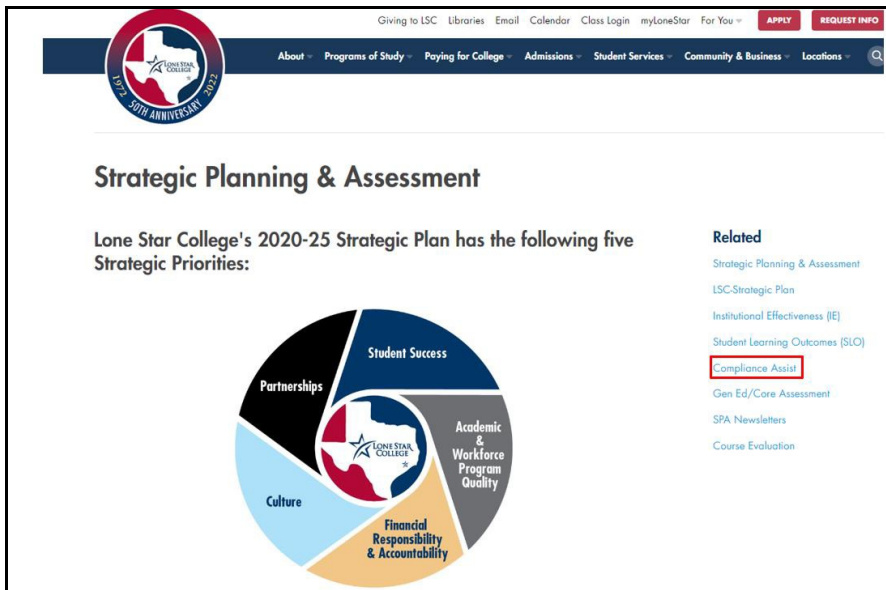 Giving to LSC Libraries Email Calendar Class Login myLoneStar For You APPLY REQUEST INFO
About Programs of Study Paying for College Admissions Student Services Community & Business Locations
LONE STAR
COLLEGE
1972 50TH ANNIVERSARY 2022
Strategic Planning & Assessment
Lone Star College's 2020-25 Strategic Plan has the following five
Strategic Priorities:
Student Success
Partnerships
Academic
&
Workforce
Program
Quality
LONE STAR
COLLEGE
Culture
Financial
Responsibility
& Accountability
Related
Strategic Planning & Assessment
LSC-Strategic Plan
Institutional Effectiveness (IE)
Student Learning Outcomes (SLO)
Compliance Assist
Gen Ed/Core Assessment
SPA Newsletters
Course Evaluation